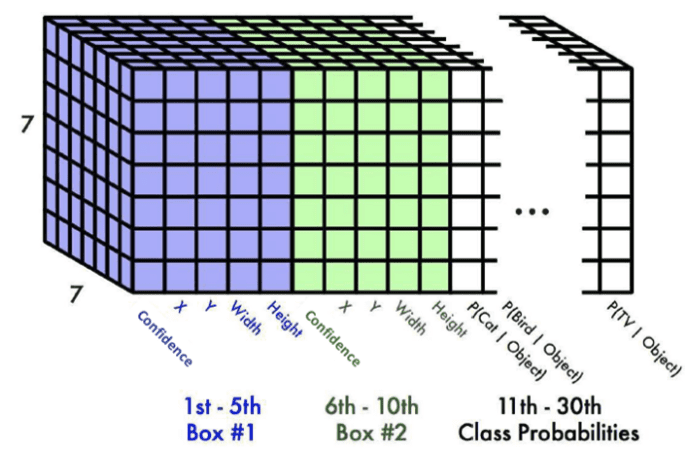 7
7
Confidence
X
Y
Width
Height
Confidence
X
Y
Width
Height
P(Cat | Object)
P(Bird | Object)
...
P(TV | Object)
1st - 5th
Box #1
6th - 10th
Box #2
11th - 30th
Class Probabilities